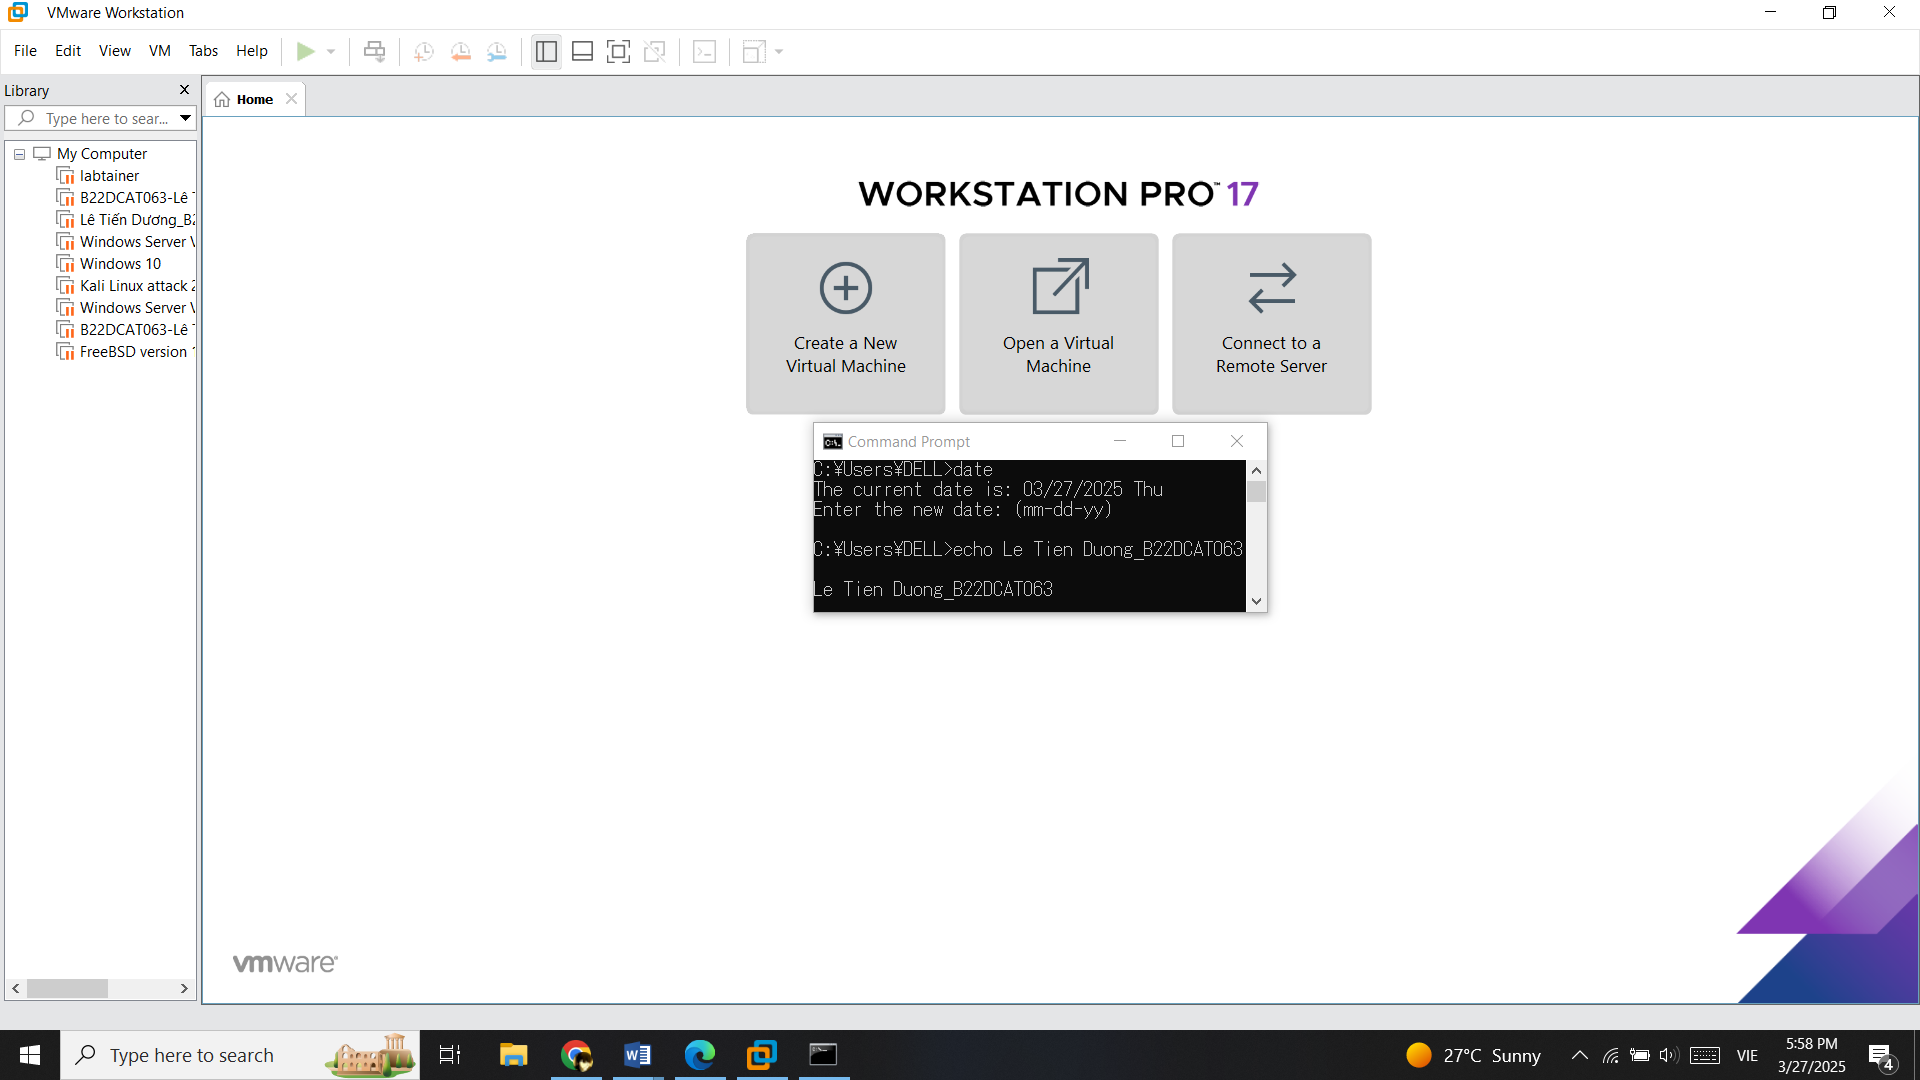 VMware Workstation
File Edit View VM Tabs Help
Library
Type here to sear...
Home
My Computer
labtainer
B22DCAT063-Lê
Lê Tiến Dương_B2
Windows Server
Windows 10
Kali Linux attack 2
Windows Server
B22DCAT063-Lê
FreeBSD version
WORKSTATION PRO™ 17
Create a New
Virtual Machine
Open a Virtual
Machine
Connect to a
Remote Server
Command Prompt
C:¥Users¥DELL>date
The current date is: 03/27/2025 Thu
Enter the new date: (mm-dd-yy)
C:¥Users¥DELL>echo Le Tien Duong_B22DCAT063
Le Tien Duong_B22DCAT063
vmware®
Type here to search
27°C Sunny
VIE
5:58 PM
3/27/2025
4